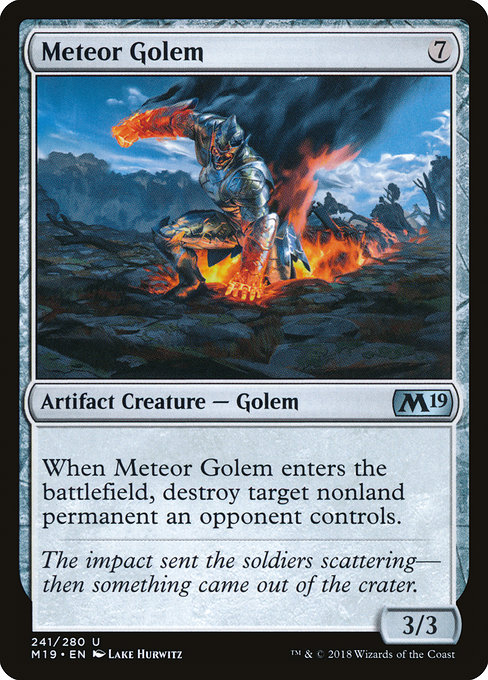 Meteor Golem 7
Artifact Creature — Golem M19
When Meteor Golem enters the
battlefield, destroy target nonland
permanent an opponent controls.
The impact sent the soldiers scattering—
then something came out of the crater.
3/3
241/280 U
M19 • EN Lake Hurwitz ™ & © 2018 Wizards of the Coast